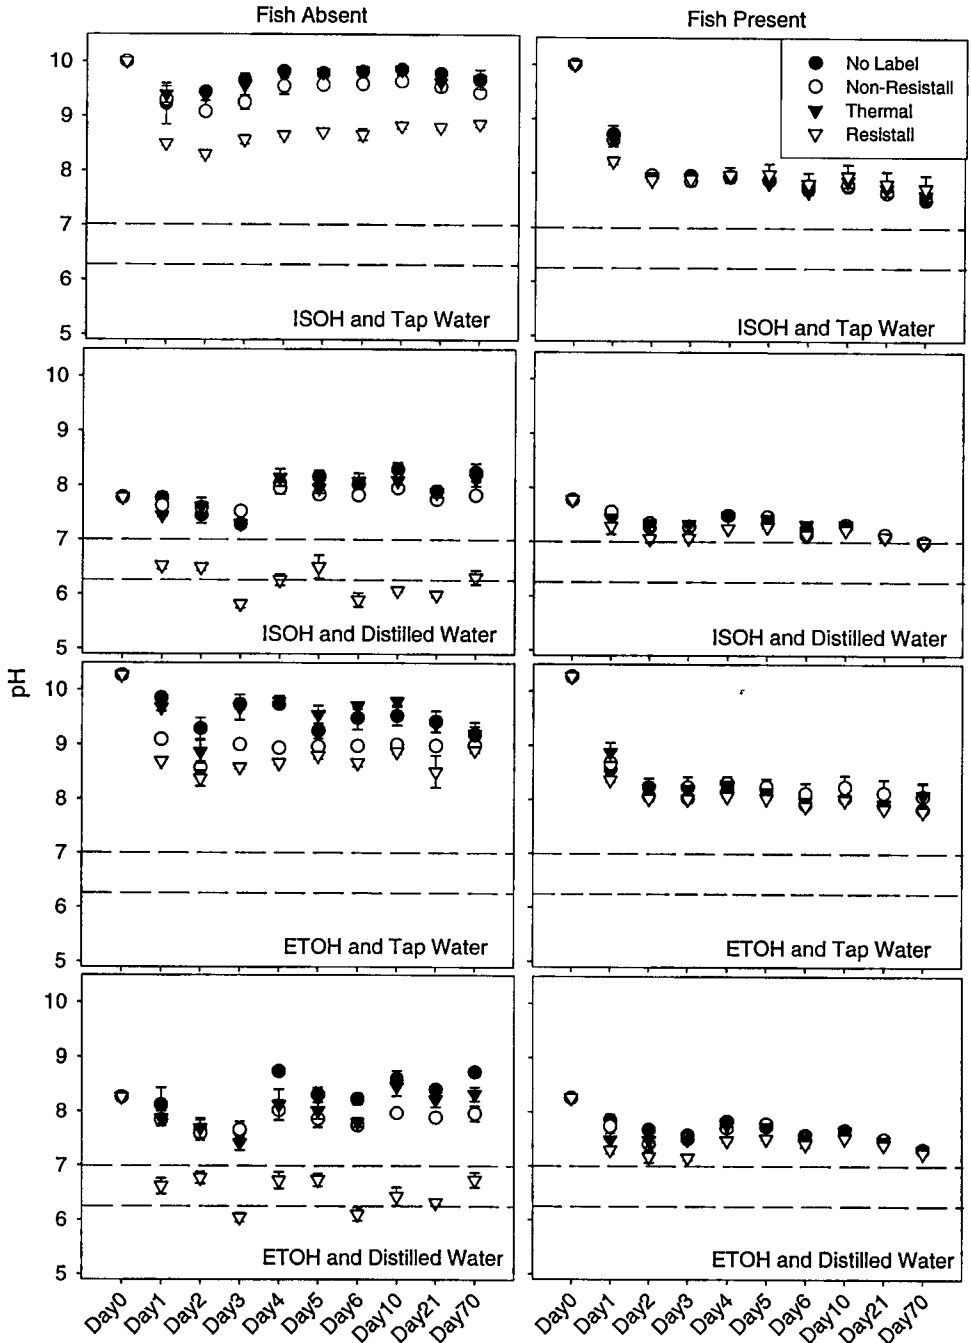 Fish Absent
Fish Present
No Label
Non-Resistall
Thermal
Resistall
10
9
8
7
6
5
ISOH and Tap Water
ISOH and Tap Water
10
9
8
7
6
5
ISOH and Distilled Water
ISOH and Distilled Water
pH
10
9
8
7
6
5
ETOH and Tap Water
ETOH and Tap Water
10
9
8
7
6
5
ETOH and Distilled Water
ETOH and Distilled Water
Day0 Day1 Day2 Day3 Day4 Day5 Day6 Day10 Day21 Day70
Day0 Day1 Day2 Day3 Day4 Day5 Day6 Day10 Day21 Day70